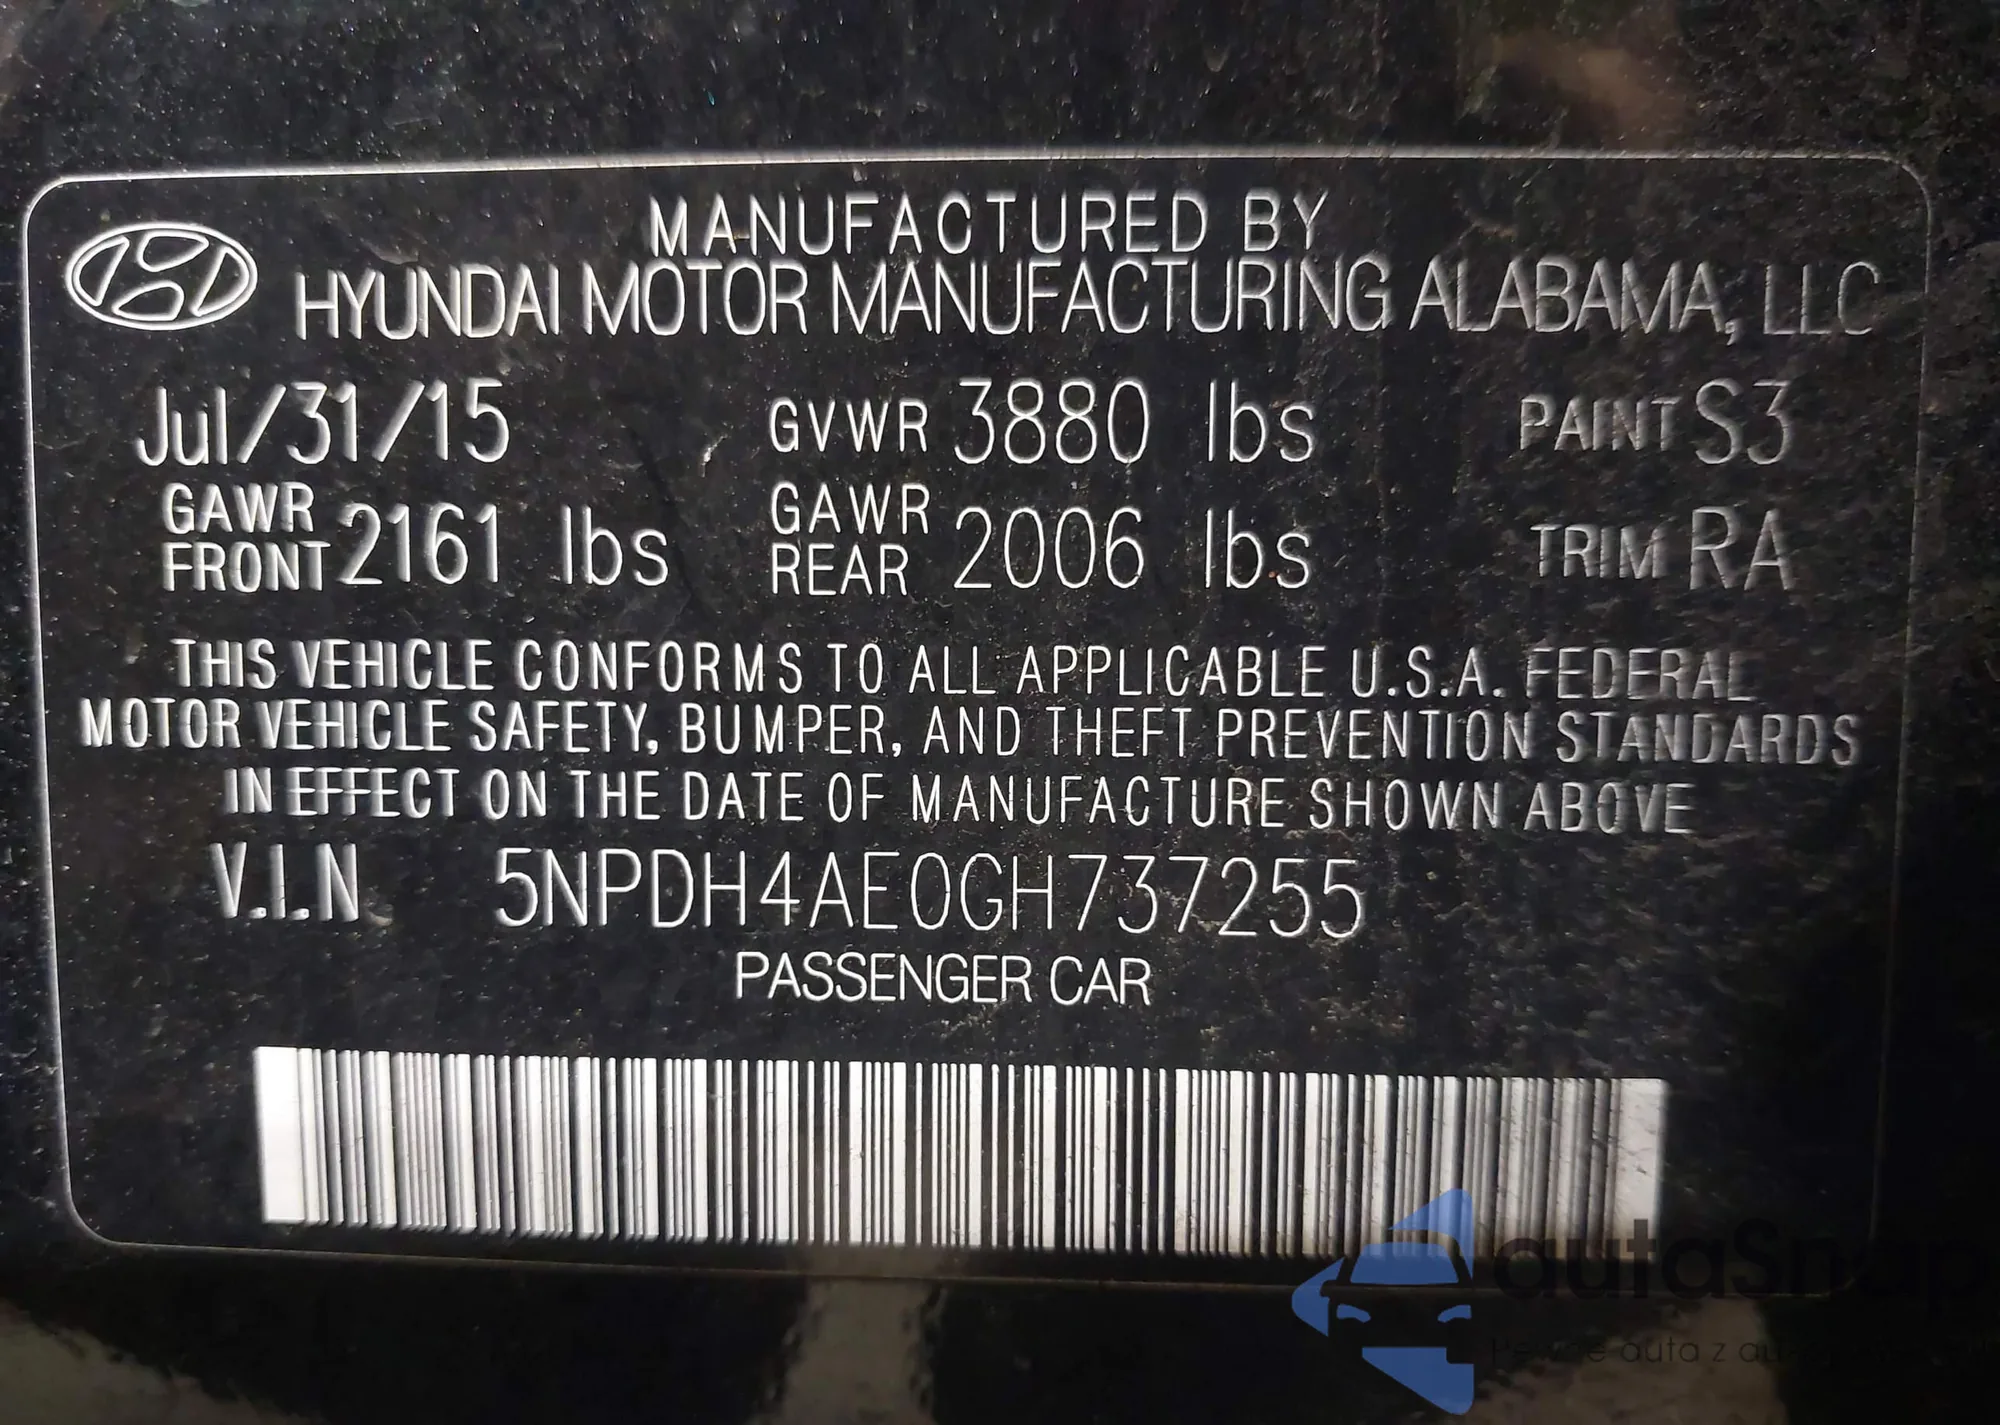 MANUFACTURED BY
HYUNDAI MOTOR MANUFACTURING ALABAMA, LLC
Jul/31/15 GVWR 3880 lbs PAINT S3
GAWR FRONT 2161 lbs GAWR REAR 2006 lbs TRIM RA
THIS VEHICLE CONFORMS TO ALL APPLICABLE U.S.A. FEDERAL
MOTOR VEHICLE SAFETY, BUMPER, AND THEFT PREVENTION STANDARDS
IN EFFECT ON THE DATE OF MANUFACTURE SHOWN ABOVE
V.I.N 5NPDH4AE0GH737255
PASSENGER CAR
autaSnap
auta z